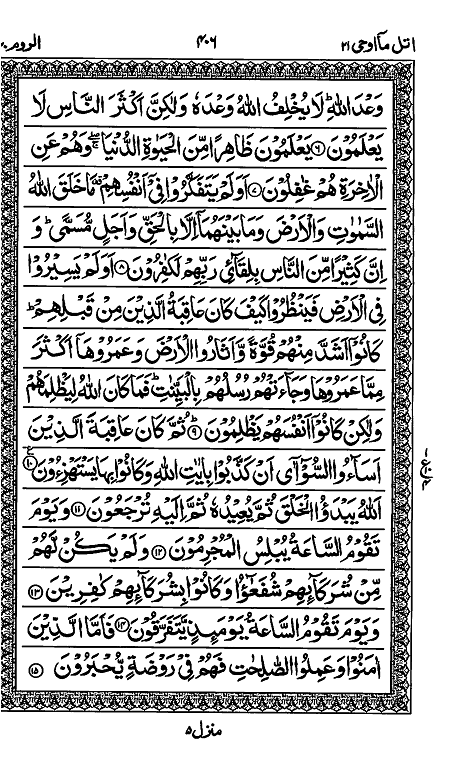 اتل مآ اوحی ۲۱ ۴۰۶ الروم ۳۰
وَعْدَ اللّٰهِ ؕ لَا يُخْلِفُ اللّٰهُ وَعْدَهٗ وَلٰكِنَّ اَكْثَرَ النَّاسِ لَا
يَعْلَمُوْنَ ۶ يَعْلَمُوْنَ ظَاهِرًا مِّنَ الْحَيٰوةِ الدُّنْيَا ۖۚ وَهُمْ عَنِ
الْاٰخِرَةِ هُمْ غٰفِلُوْنَ ۷ اَوَلَمْ يَتَفَكَّرُوْا فِيْۤ اَنْفُسِهِمْ ۫ مَا خَلَقَ اللّٰهُ
السَّمٰوٰتِ وَالْاَرْضَ وَمَا بَيْنَهُمَاۤ اِلَّا بِالْحَقِّ وَاَجَلٍ مُّسَمًّى ؕ وَ
اِنَّ كَثِيْرًا مِّنَ النَّاسِ بِلِقَآئِ رَبِّهِمْ لَكٰفِرُوْنَ ۸ اَوَلَمْ يَسِيْرُوْا
فِي الْاَرْضِ فَيَنْظُرُوْا كَيْفَ كَانَ عَاقِبَةُ الَّذِيْنَ مِنْ قَبْلِهِمْ ؕ
كَانُوْۤا اَشَدَّ مِنْهُمْ قُوَّةً وَّاَثَارُوا الْاَرْضَ وَعَمَرُوْهَاۤ اَكْثَرَ
مِمَّا عَمَرُوْهَا وَجَآءَتْهُمْ رُسُلُهُمْ بِالْبَيِّنٰتِ ؕ فَمَا كَانَ اللّٰهُ لِيَظْلِمَهُمْ
وَلٰكِنْ كَانُوْۤا اَنْفُسَهُمْ يَظْلِمُوْنَ ۹ ؕ ثُمَّ كَانَ عَاقِبَةَ الَّذِيْنَ
اَسَآءُوا السُّوْٓاٰۤى اَنْ كَذَّبُوْا بِاٰيٰتِ اللّٰهِ وَكَانُوْا بِهَا يَسْتَهْزِءُوْنَ ۱۰ ع
اَللّٰهُ يَبْدَؤُا الْخَلْقَ ثُمَّ يُعِيْدُهٗ ثُمَّ اِلَيْهِ تُرْجَعُوْنَ ۱۱ وَيَوْمَ
تَقُوْمُ السَّاعَةُ يُبْلِسُ الْمُجْرِمُوْنَ ۱۲ وَلَمْ يَكُنْ لَّهُمْ
مِّنْ شُرَكَآئِهِمْ شُفَعٰٓؤُا وَكَانُوْا بِشُرَكَآئِهِمْ كٰفِرِيْنَ ۱۳
وَيَوْمَ تَقُوْمُ السَّاعَةُ يَوْمَئِذٍ يَّتَفَرَّقُوْنَ ۱۴ فَاَمَّا الَّذِيْنَ
اٰمَنُوْا وَعَمِلُوا الصّٰلِحٰتِ فَهُمْ فِيْ رَوْضَةٍ يُّحْبَرُوْنَ ۱۵
منزل ۵